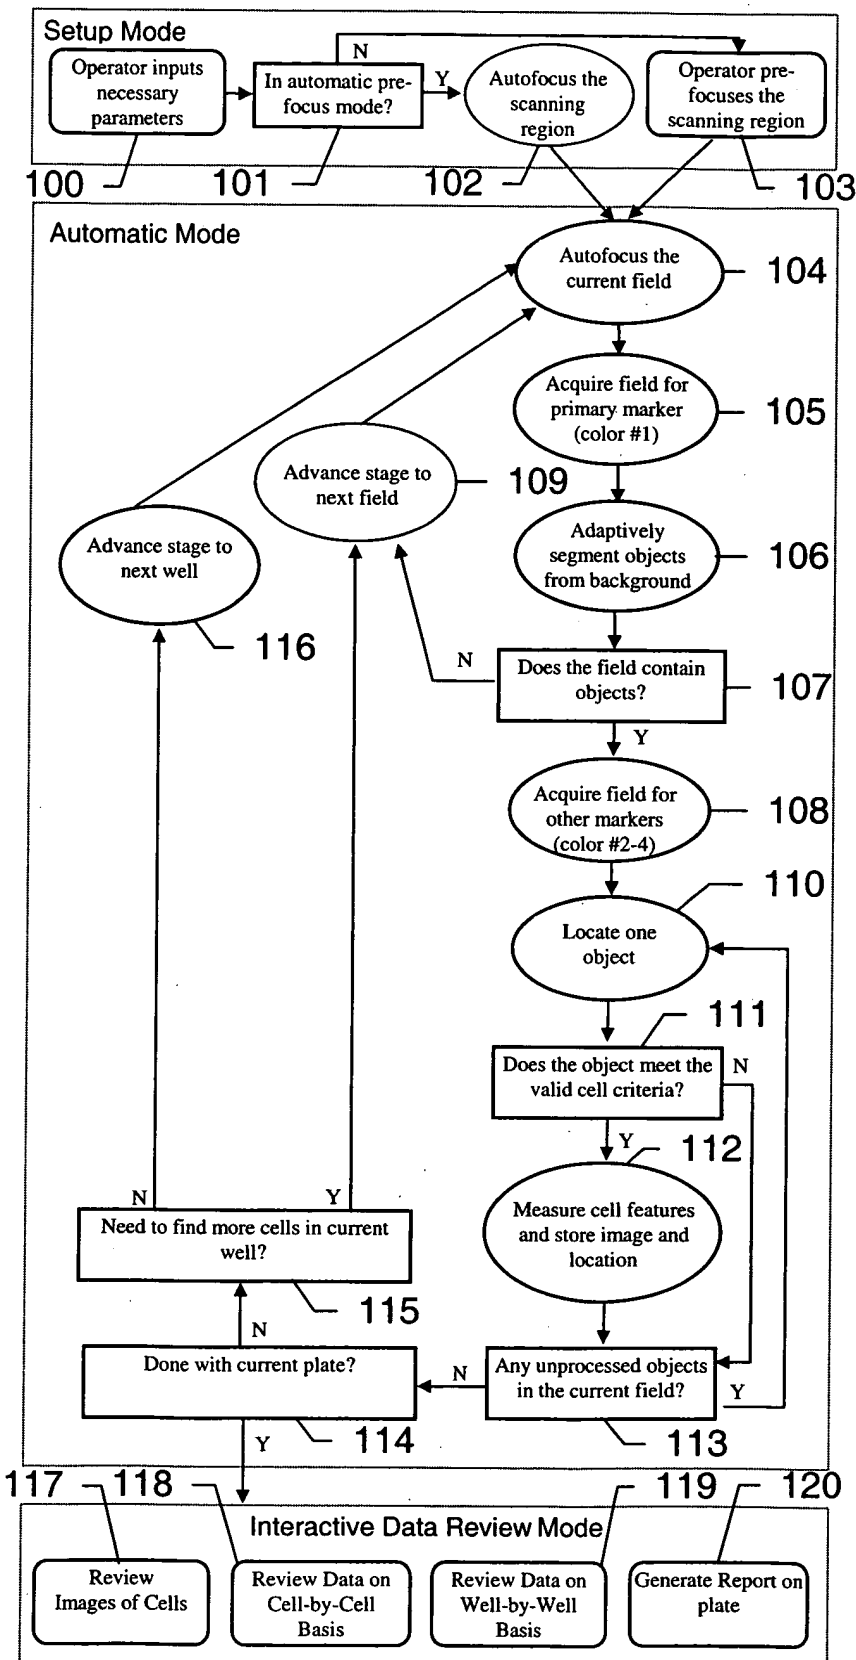 Setup Mode
Operator inputs
necessary
parameters
In automatic pre-
focus mode?
N
Y
Autofocus the
scanning
region
Operator pre-
focuses the
scanning region
100
101
102
103
Automatic Mode
Autofocus the
current field
104
Acquire field for
primary marker
(color #1)
105
Advance stage to
next field
109
Adaptively
segment objects
from background
106
Advance stage to
next well
116
Does the field contain
objects?
107
N
Y
Acquire field for
other markers
(color #2-4)
108
110
Locate one
object
111
Does the object meet the
valid cell criteria?
N
Y
112
Measure cell features
and store image and
location
N
Y
Need to find more cells in current
well?
115
N
Done with current plate?
114
N
Any unprocessed objects
in the current field?
Y
113
Y
117
118
119
120
Interactive Data Review Mode
Review
Images of Cells
Review Data on
Cell-by-Cell
Basis
Review Data on
Well-by-Well
Basis
Generate Report on
plate